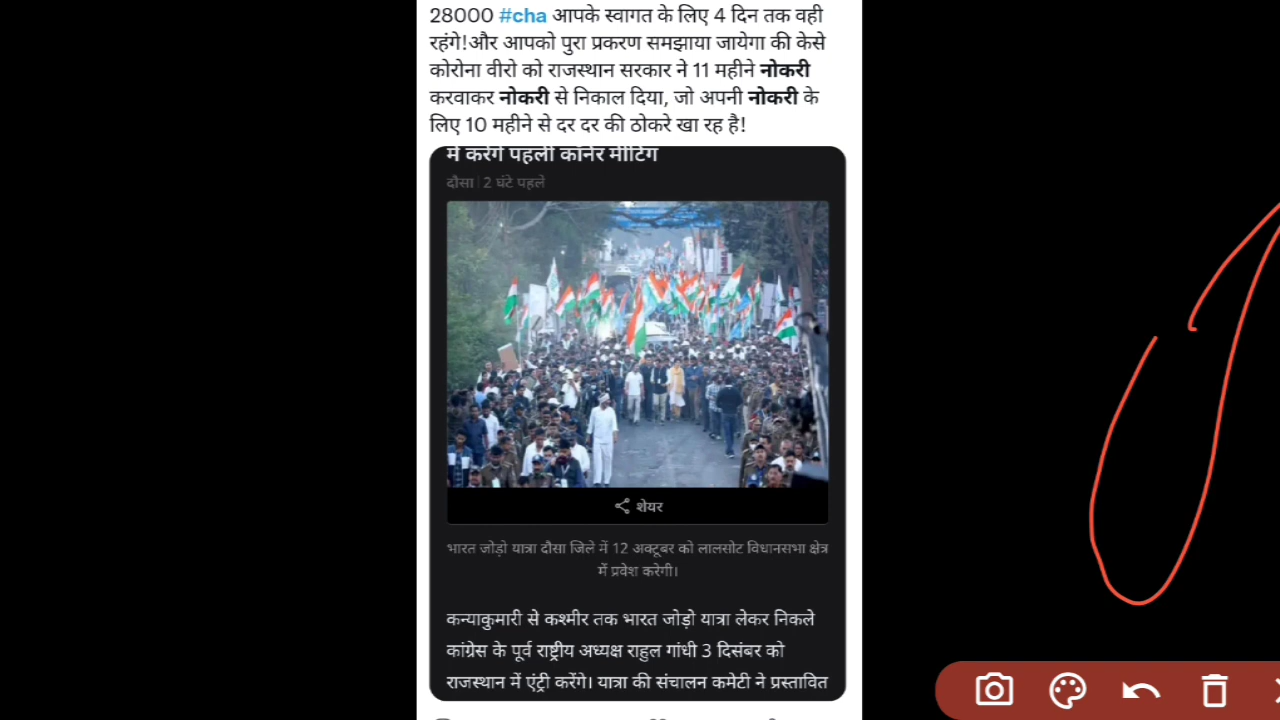 28000 #cha आपके स्वागत के लिए 4 दिन तक वही
रहंगे!और आपको पुरा प्रकरण समझाया जायेगा की केसे
कोरोना वीरो को राजस्थान सरकार ने 11 महीने नोकरी
करवाकर नोकरी से निकाल दिया, जो अपनी नोकरी के
लिए 10 महीने से दर दर की ठोकरे खा रह है!
में करेंगे पहली कॉर्नर मीटिंग
दौसा | 2 घंटे पहले
शेयर
भारत जोड़ो यात्रा दौसा जिले में 12 अक्टूबर को लालसोट विधानसभा क्षेत्र
में प्रवेश करेगी।
कन्याकुमारी से कश्मीर तक भारत जोड़ो यात्रा लेकर निकले
कांग्रेस के पूर्व राष्ट्रीय अध्यक्ष राहुल गांधी 3 दिसंबर को
राजस्थान में एंट्री करेंगे। यात्रा की संचालन कमेटी ने प्रस्तावित